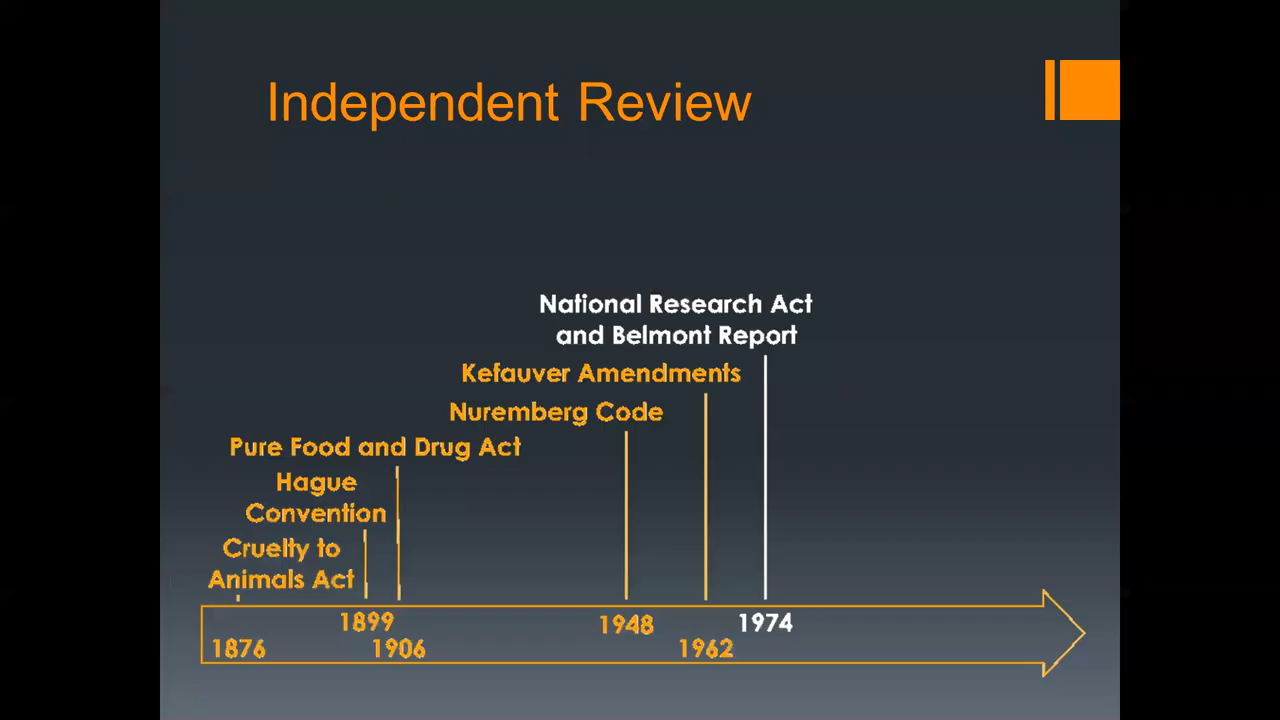 Independent Review
National Research Act
and Belmont Report
Kefauver Amendments
Nuremberg Code
Pure Food and Drug Act
Hague
Convention
Cruelty to
Animals Act
1876
1899
1906
1948
1962
1974